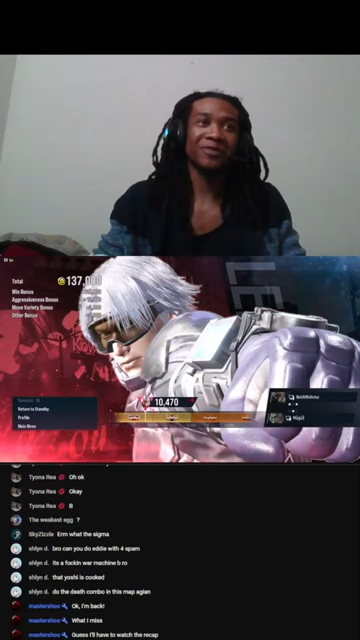 Total 137,000
Win Bonus
Aggressiveness Bonus
Move Variety Bonus
Other Bonus
10,470
Return to Standby
Profile
Main Menu
Tyona Rea Oh ok
Tyona Rea Okay
Tyona Rea B
The weakest egg ?
SkyZizzle Erm what the sigma
shlyn d. bro can you do eddie with 4 spam
shlyn d. its a fockin war machine b ro
shlyn d. that yoshi is cooked
shlyn d. do the death combo in this map agian
mastershoo Ok, I'm back!
mastershoo What I miss
mastershoo Guess I'll have to watch the recap